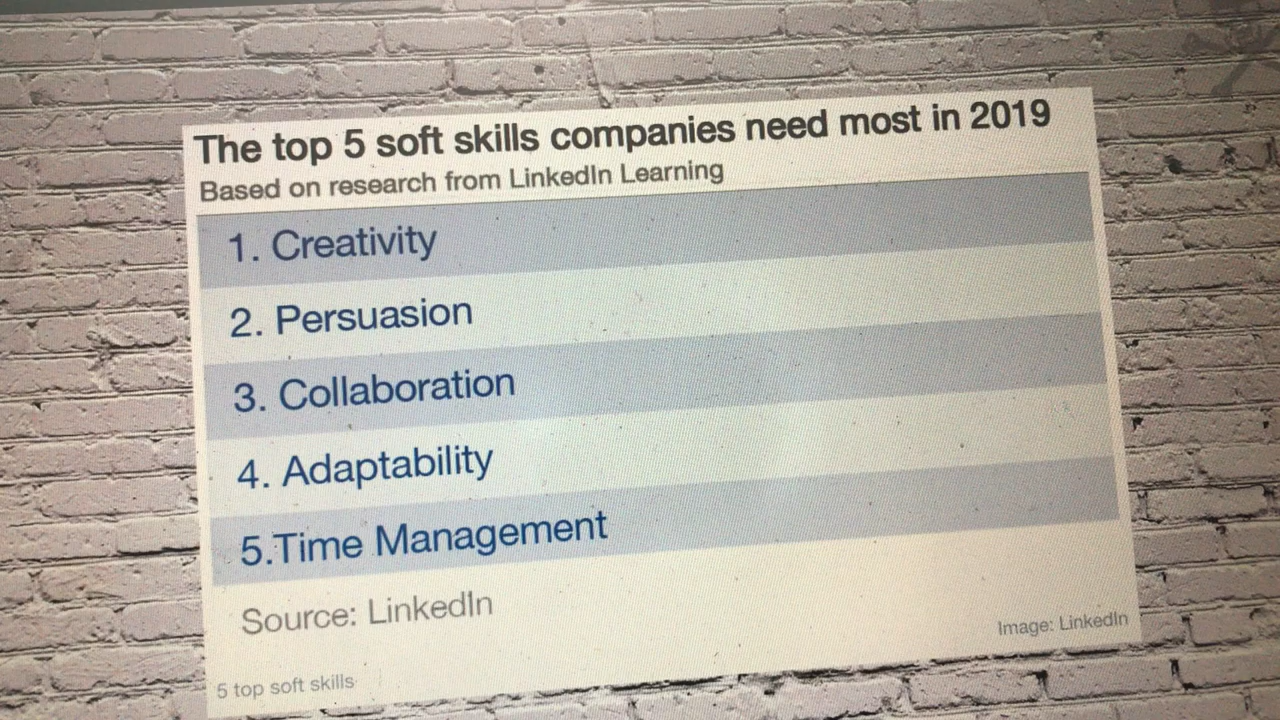 The top 5 soft skills companies need most in 2019
Based on research from LinkedIn Learning
1. Creativity
2. Persuasion
3. Collaboration
4. Adaptability
5.Time Management
Source: LinkedIn
Image: LinkedIn
5 top soft skills